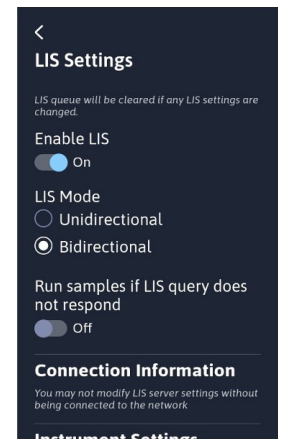 LIS Settings
LIS queue will be cleared if any LIS settings are
changed.
Enable LIS
On
LIS Mode
Unidirectional
Bidirectional
Run samples if LIS query does
not respond
Off
Connection Information
You may not modify LIS server settings without
being connected to the network
Instrument Settings